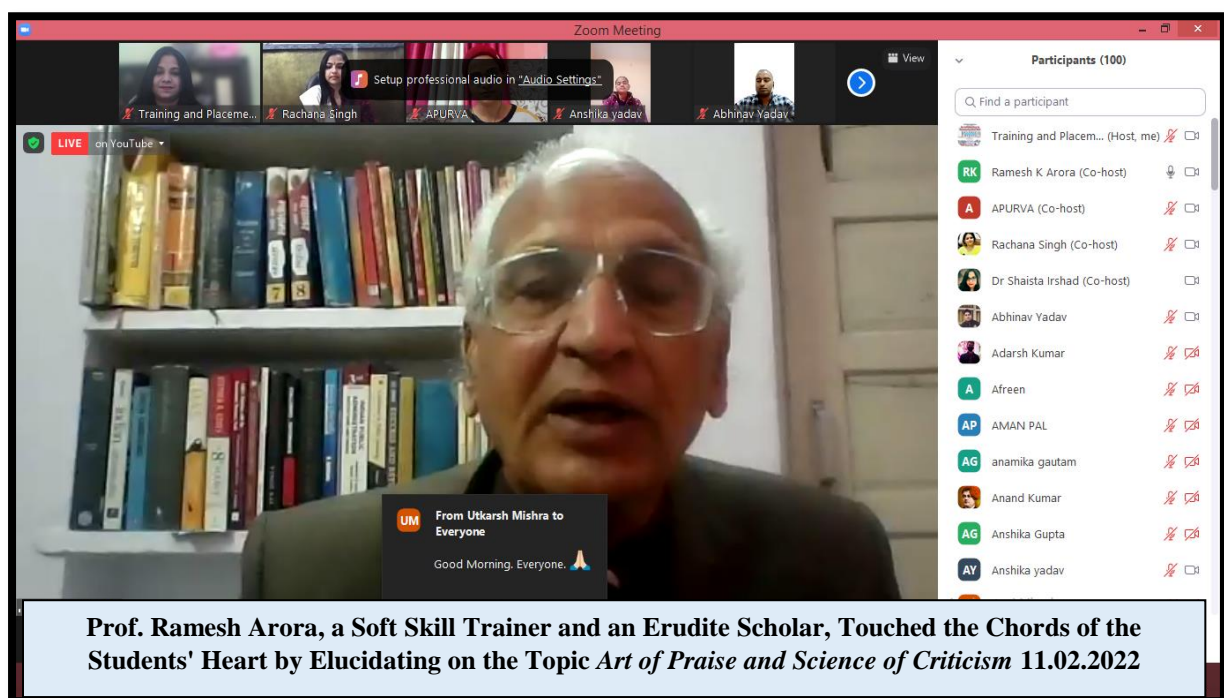 Zoom Meeting
Setup professional audio in "Audio Settings"
View
Training and Placeme...
Rachana Singh
APURVA
Anshika yadav
Abhinav Yadav
LIVE on YouTube
Participants (100)
Find a participant
Training and Placem... (Host, me)
RK Ramesh K Arora (Co-host)
A APURVA (Co-host)
Rachana Singh (Co-host)
Dr Shaista Irshad (Co-host)
Abhinav Yadav
Adarsh Kumar
A Afreen
AP AMAN PAL
AG anamika gautam
Anand Kumar
AG Anshika Gupta
AY Anshika yadav
7
8
UM From Utkarsh Mishra to
Everyone
Good Morning. Everyone. 🙏
Prof. Ramesh Arora, a Soft Skill Trainer and an Erudite Scholar, Touched the Chords of the
Students' Heart by Elucidating on the Topic Art of Praise and Science of Criticism 11.02.2022